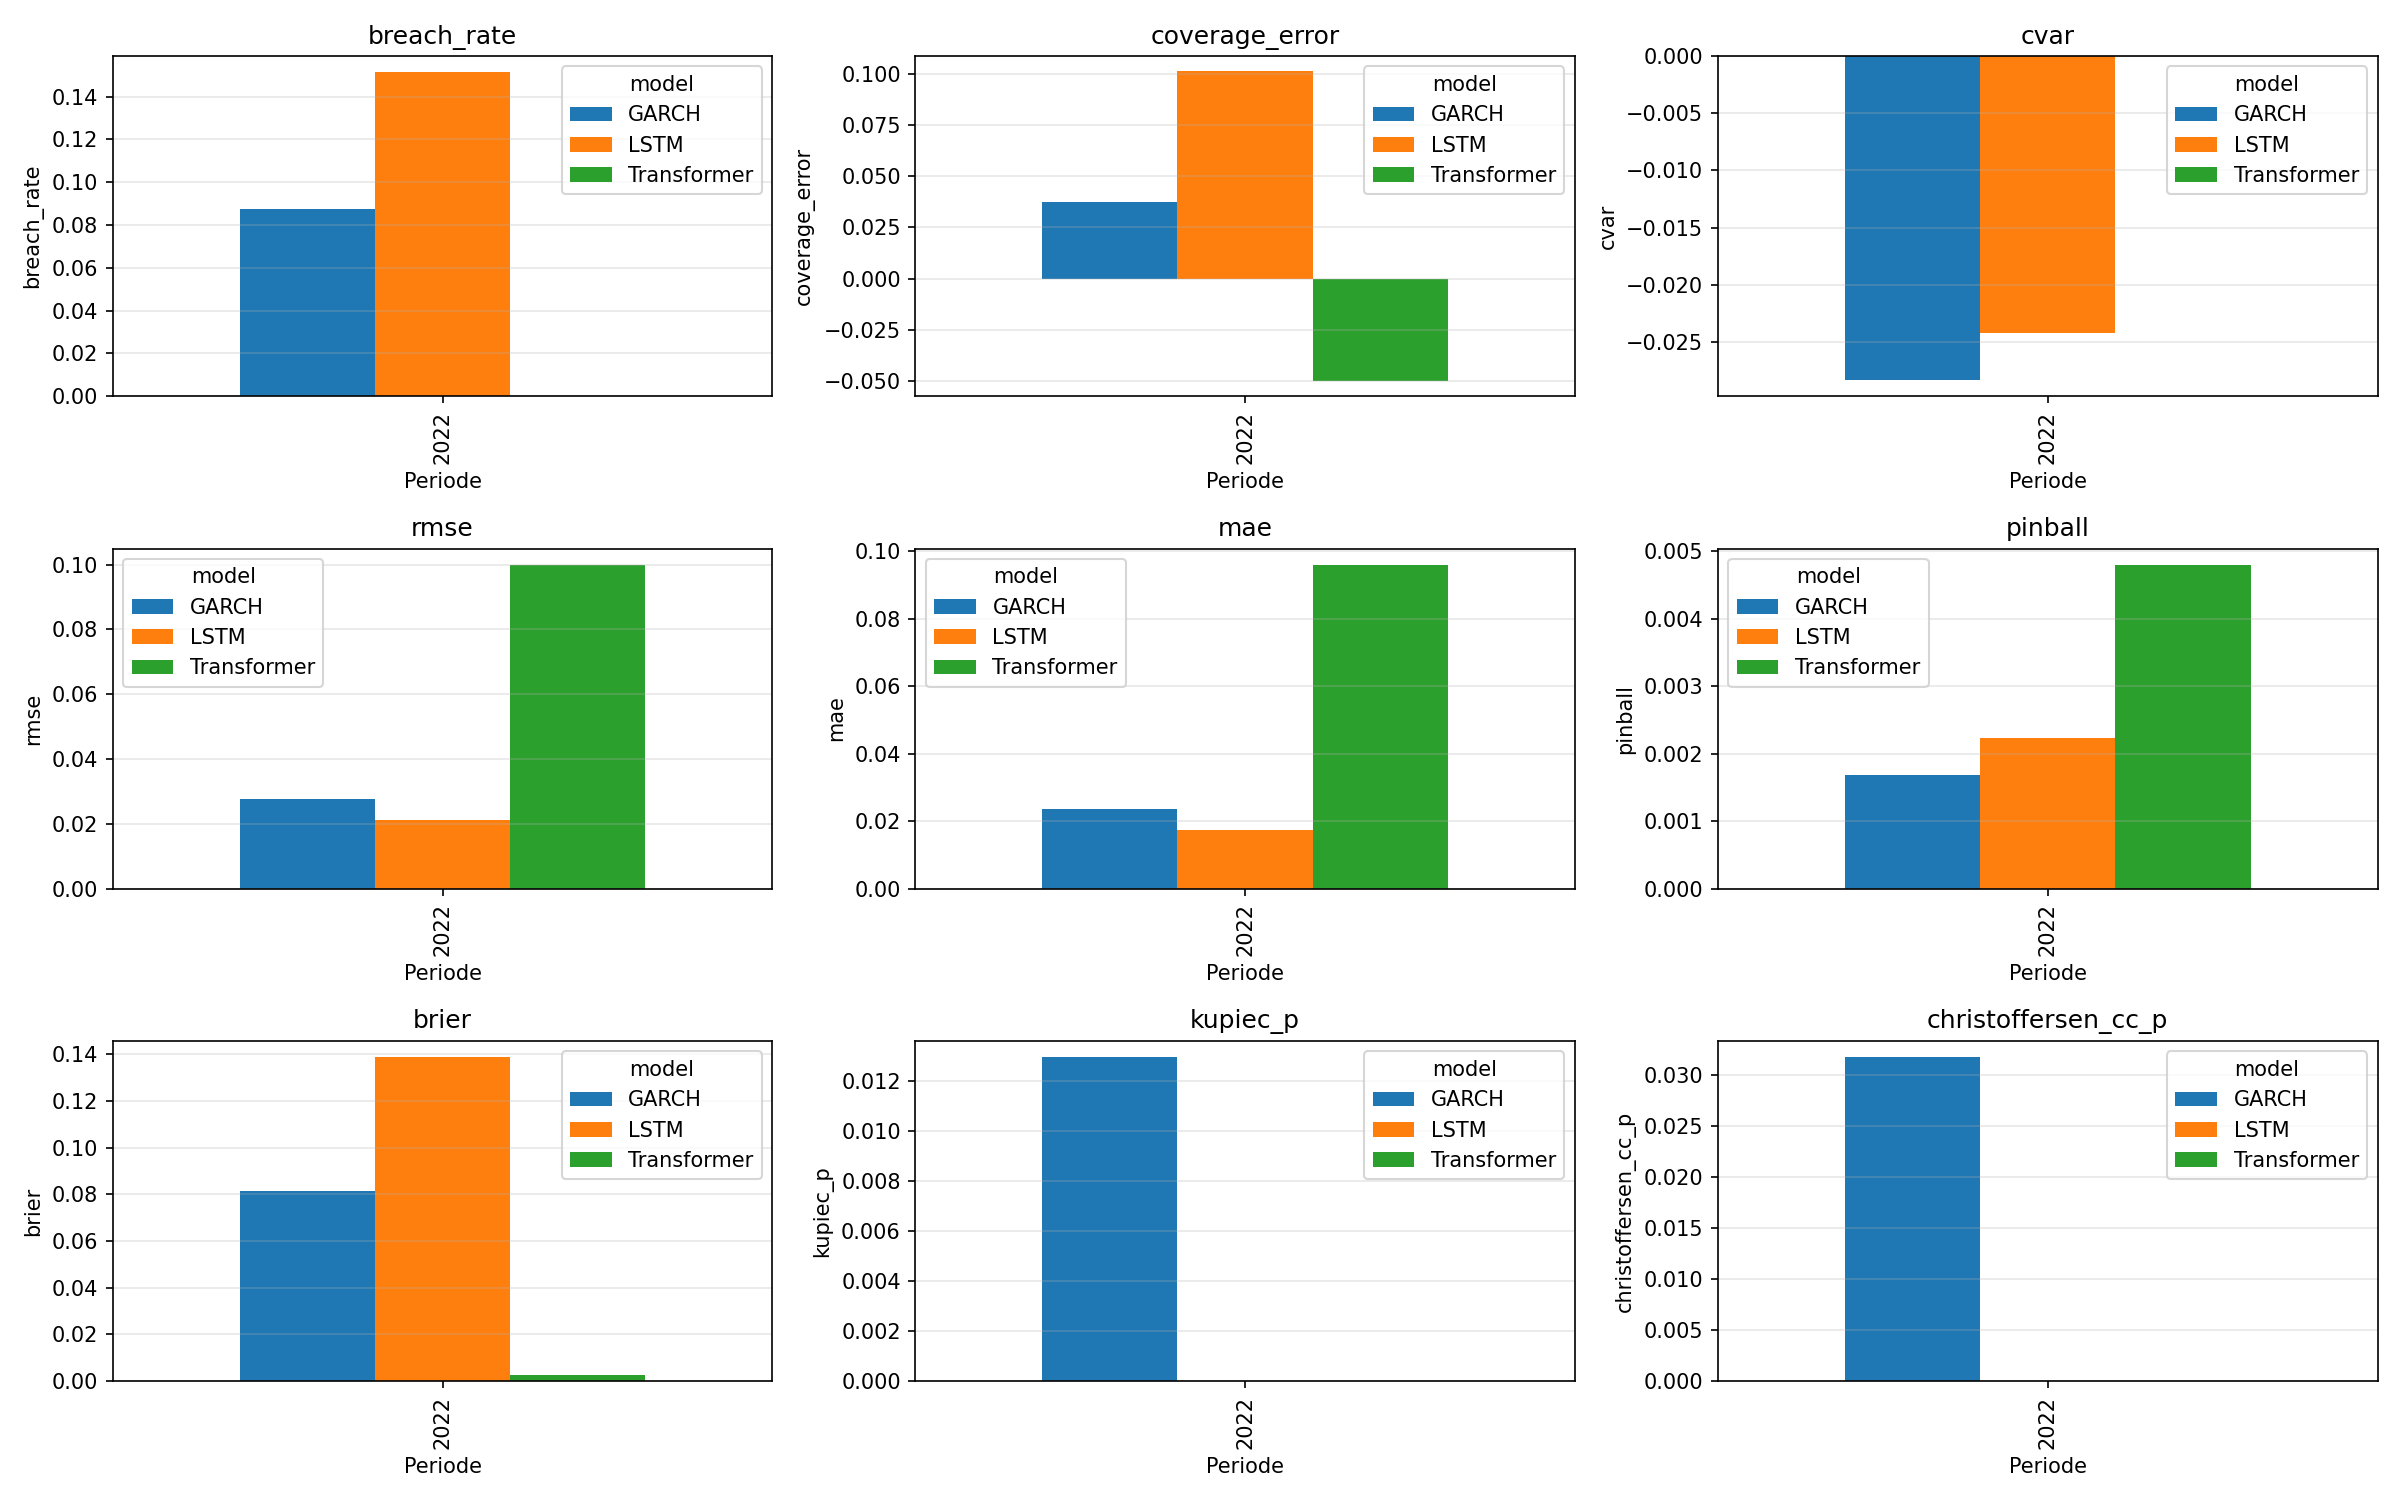 breach_rate
breach_rate
0.14
0.12
0.10
0.08
0.06
0.04
0.02
0.00
model
GARCH
LSTM
Transformer
2022
Periode
coverage_error
coverage_error
0.100
0.075
0.050
0.025
0.000
−0.025
−0.050
model
GARCH
LSTM
Transformer
2022
Periode
cvar
cvar
0.000
−0.005
−0.010
−0.015
−0.020
−0.025
model
GARCH
LSTM
Transformer
2022
Periode
rmse
rmse
0.10
0.08
0.06
0.04
0.02
0.00
model
GARCH
LSTM
Transformer
2022
Periode
mae
mae
0.10
0.08
0.06
0.04
0.02
0.00
model
GARCH
LSTM
Transformer
2022
Periode
pinball
pinball
0.005
0.004
0.003
0.002
0.001
0.000
model
GARCH
LSTM
Transformer
2022
Periode
brier
brier
0.14
0.12
0.10
0.08
0.06
0.04
0.02
0.00
model
GARCH
LSTM
Transformer
2022
Periode
kupiec_p
kupiec_p
0.012
0.010
0.008
0.006
0.004
0.002
0.000
model
GARCH
LSTM
Transformer
2022
Periode
christoffersen_cc_p
christoffersen_cc_p
0.030
0.025
0.020
0.015
0.010
0.005
0.000
model
GARCH
LSTM
Transformer
2022
Periode